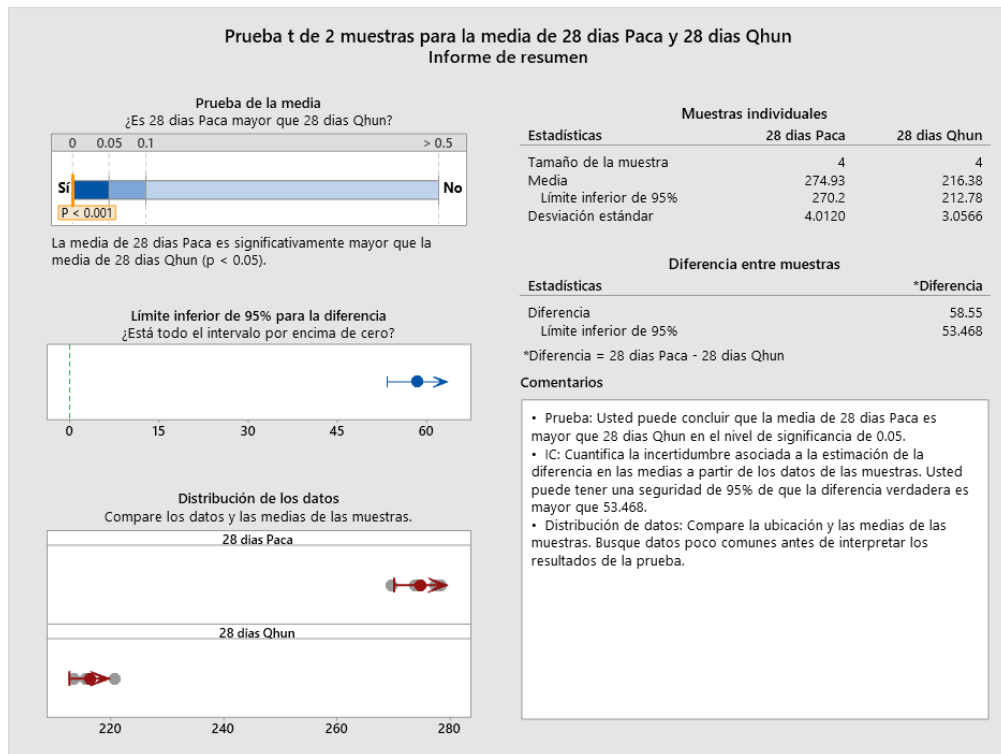 Prueba t de 2 muestras para la media de 28 dias Paca y 28 dias Qhun
Informe de resumen
Prueba de la media
¿Es 28 dias Paca mayor que 28 dias Qhun?
0 0.05 0.1 > 0.5
Sí No
P < 0.001
La media de 28 dias Paca es significativamente mayor que la
media de 28 dias Qhun (p < 0.05).
Límite inferior de 95% para la diferencia
¿Está todo el intervalo por encima de cero?
0 15 30 45 60
Distribución de los datos
Compare los datos y las medias de las muestras.
28 dias Paca
28 dias Qhun
220 240 260 280
Muestras individuales
Estadísticas 28 dias Paca 28 dias Qhun
Tamaño de la muestra 4 4
Media 274.93 216.38
Límite inferior de 95% 270.2 212.78
Desviación estándar 4.0120 3.0566
Diferencia entre muestras
Estadísticas *Diferencia
Diferencia 58.55
Límite inferior de 95% 53.468
*Diferencia = 28 dias Paca - 28 dias Qhun
Comentarios
• Prueba: Usted puede concluir que la media de 28 dias Paca es
mayor que 28 dias Qhun en el nivel de significancia de 0.05.
• IC: Cuantifica la incertidumbre asociada a la estimación de la
diferencia en las medias a partir de los datos de las muestras. Usted
puede tener una seguridad de 95% de que la diferencia verdadera es
mayor que 53.468.
• Distribución de datos: Compare la ubicación y las medias de las
muestras. Busque datos poco comunes antes de interpretar los
resultados de la prueba.